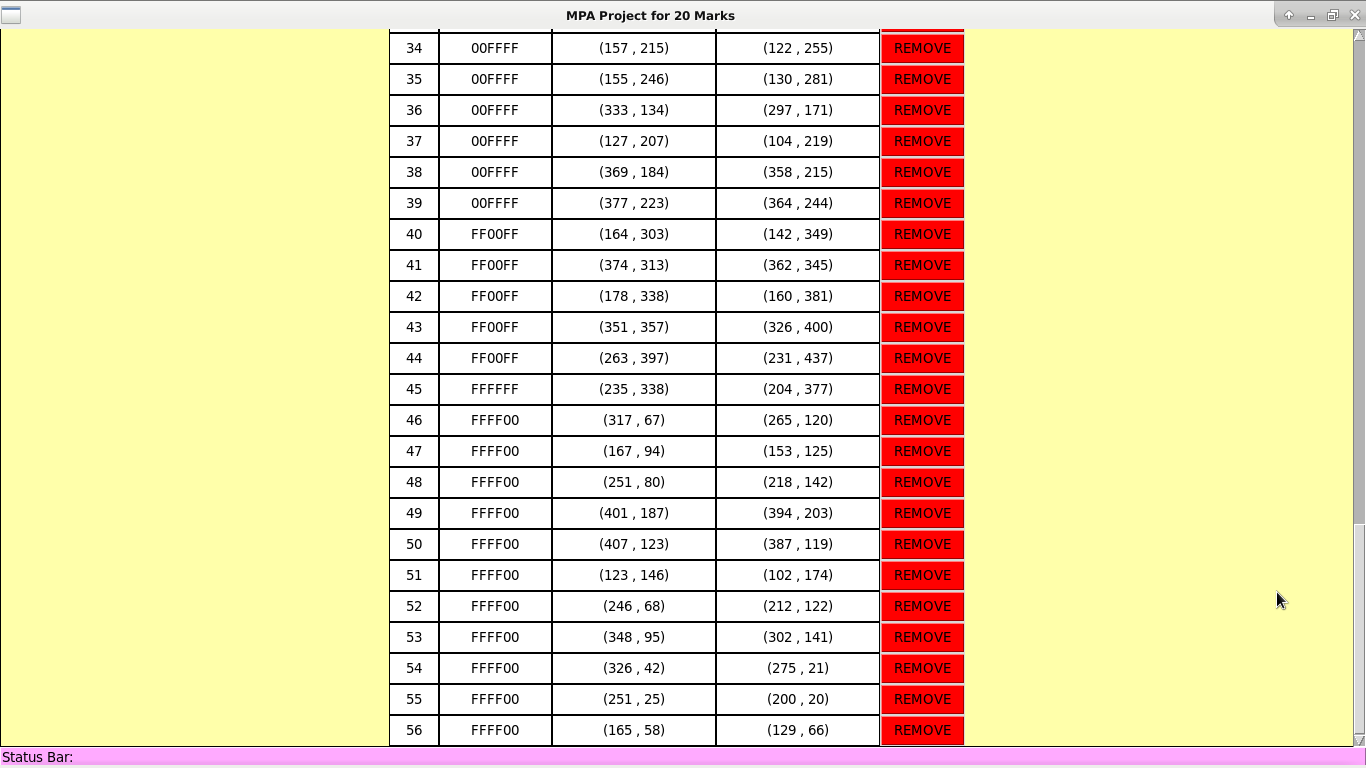 MPA Project for 20 Marks
34 00FFFF (157 , 215) (122 , 255) REMOVE
35 00FFFF (155 , 246) (130 , 281) REMOVE
36 00FFFF (333 , 134) (297 , 171) REMOVE
37 00FFFF (127 , 207) (104 , 219) REMOVE
38 00FFFF (369 , 184) (358 , 215) REMOVE
39 00FFFF (377 , 223) (364 , 244) REMOVE
40 FF00FF (164 , 303) (142 , 349) REMOVE
41 FF00FF (374 , 313) (362 , 345) REMOVE
42 FF00FF (178 , 338) (160 , 381) REMOVE
43 FF00FF (351 , 357) (326 , 400) REMOVE
44 FF00FF (263 , 397) (231 , 437) REMOVE
45 FFFFFF (235 , 338) (204 , 377) REMOVE
46 FFFF00 (317 , 67) (265 , 120) REMOVE
47 FFFF00 (167 , 94) (153 , 125) REMOVE
48 FFFF00 (251 , 80) (218 , 142) REMOVE
49 FFFF00 (401 , 187) (394 , 203) REMOVE
50 FFFF00 (407 , 123) (387 , 119) REMOVE
51 FFFF00 (123 , 146) (102 , 174) REMOVE
52 FFFF00 (246 , 68) (212 , 122) REMOVE
53 FFFF00 (348 , 95) (302 , 141) REMOVE
54 FFFF00 (326 , 42) (275 , 21) REMOVE
55 FFFF00 (251 , 25) (200 , 20) REMOVE
56 FFFF00 (165 , 58) (129 , 66) REMOVE
Status Bar: